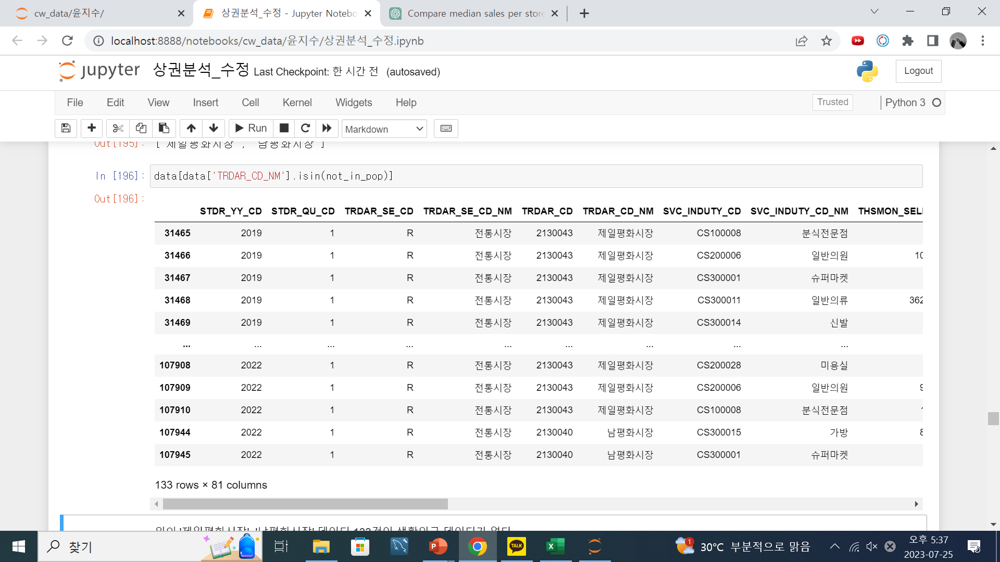 cw_data/윤지수/
상권분석_수정 - Jupyter Notebo
Compare median sales per store
localhost:8888/notebooks/cw_data/윤지수/상권분석_수정.ipynb
jupyter 상권분석_수정 Last Checkpoint: 한 시간 전 (autosaved)
Logout
File Edit View Insert Cell Kernel Widgets Help
Trusted Python 3
Run Markdown
Out[195]: ['제일평화시장', '남평화시장']
In [196]: data[data['TRDAR_CD_NM'].isin(not_in_pop)]
Out[196]:
STDR_YY_CD STDR_QU_CD TRDAR_SE_CD TRDAR_SE_CD_NM TRDAR_CD TRDAR_CD_NM SVC_INDUTY_CD SVC_INDUTY_CD_NM THSMON_SELI
31465 2019 1 R 전통시장 2130043 제일평화시장 CS100008 분식전문점
31466 2019 1 R 전통시장 2130043 제일평화시장 CS200006 일반의원 10
31467 2019 1 R 전통시장 2130043 제일평화시장 CS300001 슈퍼마켓
31468 2019 1 R 전통시장 2130043 제일평화시장 CS300011 일반의류 362
31469 2019 1 R 전통시장 2130043 제일평화시장 CS300014 신발
... ... ... ... ... ... ... ... ...
107908 2022 1 R 전통시장 2130043 제일평화시장 CS200028 미용실
107909 2022 1 R 전통시장 2130043 제일평화시장 CS200006 일반의원 9
107910 2022 1 R 전통시장 2130043 제일평화시장 CS100008 분식전문점 1
107944 2022 1 R 전통시장 2130040 남평화시장 CS300015 가방 8
107945 2022 1 R 전통시장 2130040 남평화시장 CS300001 슈퍼마켓
133 rows × 81 columns
위의 '제일평화시장', '남평화시장' 데이터 133건이 생활인구 데이터가 없다
찾기
TALK
1
30°C 부분적으로 맑음
오후 5:37
2023-07-25